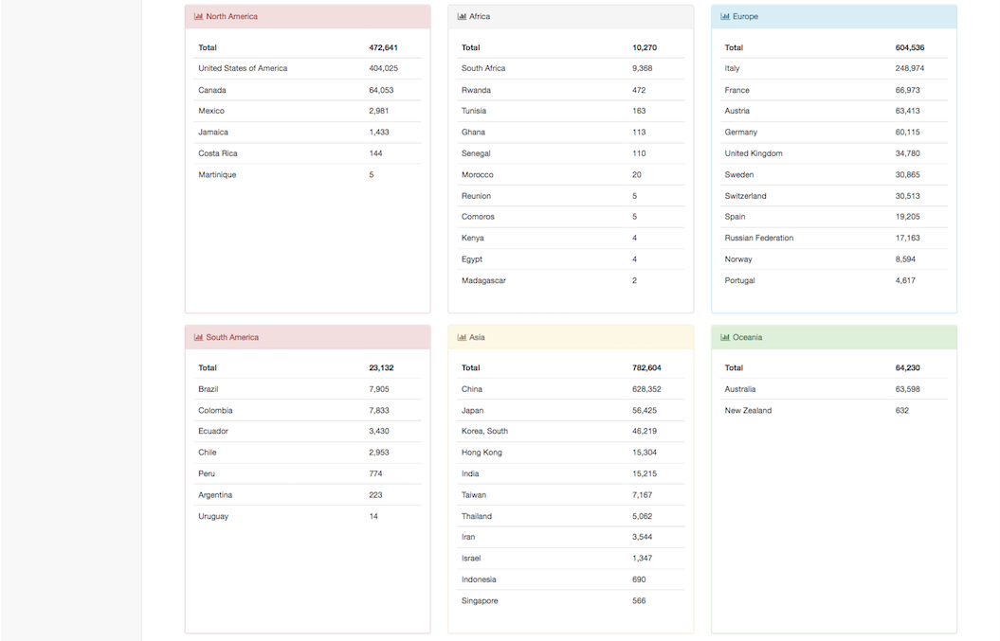 North America
Total 472,641
United States of America 404,025
Canada 64,053
Mexico 2,981
Jamaica 1,433
Costa Rica 144
Martinique 5
Africa
Total 10,270
South Africa 9,368
Rwanda 472
Tunisia 163
Ghana 113
Senegal 110
Morocco 20
Reunion 5
Comoros 5
Kenya 4
Egypt 4
Madagascar 2
Europe
Total 604,536
Italy 248,974
France 66,973
Austria 63,413
Germany 60,115
United Kingdom 34,780
Sweden 30,865
Switzerland 30,513
Spain 19,205
Russian Federation 17,163
Norway 8,594
Portugal 4,617
South America
Total 23,132
Brazil 7,905
Colombia 7,833
Ecuador 3,430
Chile 2,953
Peru 774
Argentina 223
Uruguay 14
Asia
Total 782,604
China 628,352
Japan 56,425
Korea, South 46,219
Hong Kong 15,304
India 15,215
Taiwan 7,167
Thailand 5,062
Iran 3,544
Israel 1,347
Indonesia 690
Singapore 566
Oceania
Total 64,230
Australia 63,598
New Zealand 632